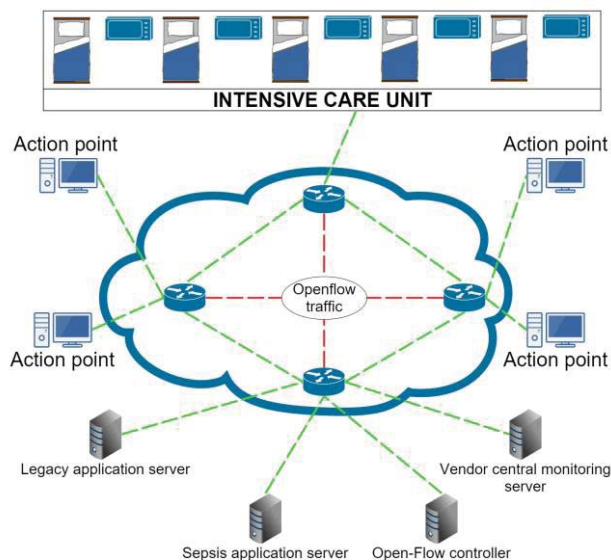 INTENSIVE CARE UNIT
Action point
Action point
Openflow
traffic
Action point
Action point
Legacy application server
Vendor central monitoring
server
Sepsis application server
Open-Flow controller